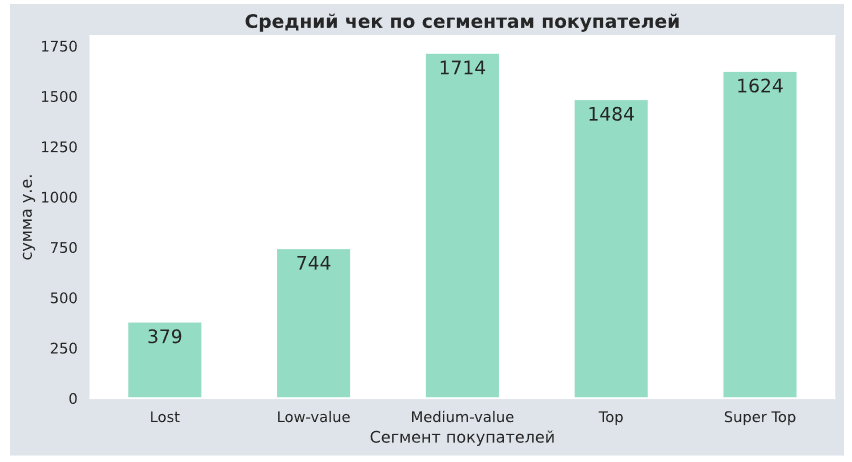 Средний чек по сегментам покупателей
сумма у.е.
1750
1500
1250
1000
750
500
250
0
379
744
1714
1484
1624
Lost
Low-value
Medium-value
Top
Super Top
Сегмент покупателей